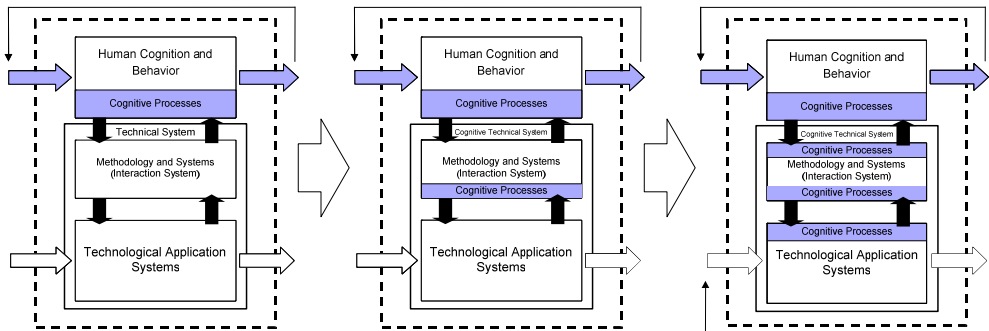 Human Cognition and
Behavior
Cognitive Processes
Technical System
Methodology and Systems
(Interaction System)
Technological Application
Systems
Human Cognition and
Behavior
Cognitive Processes
Cognitive Technical System
Methodology and Systems
(Interaction System)
Cognitive Processes
Technological Application
Systems
Human Cognition and
Behavior
Cognitive Processes
Cognitive Technical System
Cognitive Processes
Methodology and Systems
(Interaction System)
Cognitive Processes
Cognitive Processes
Technological Application
Systems